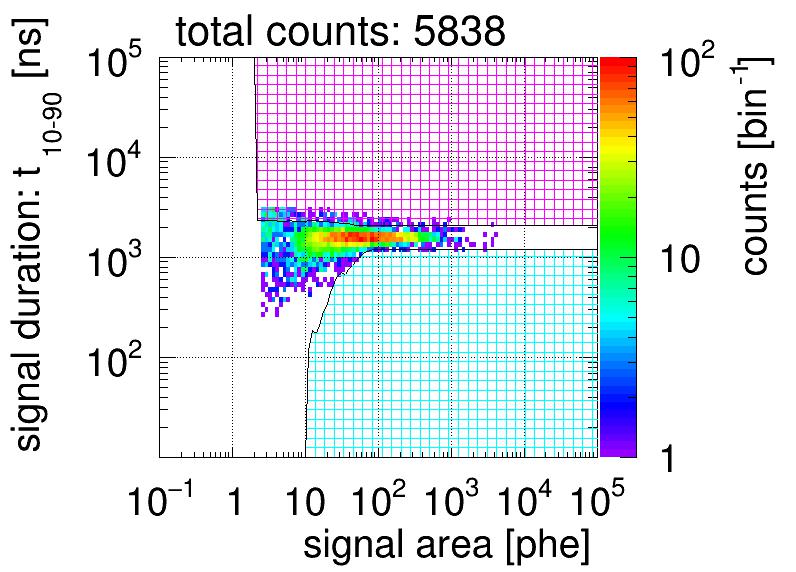 total counts: 5838
signal duration: t 10-90 [ns]
10^5
10^4
10^3
10^2
10^−1 1 10 10^2 10^3 10^4 10^5
signal area [phe]
10^2
10
1
counts [bin^-1]